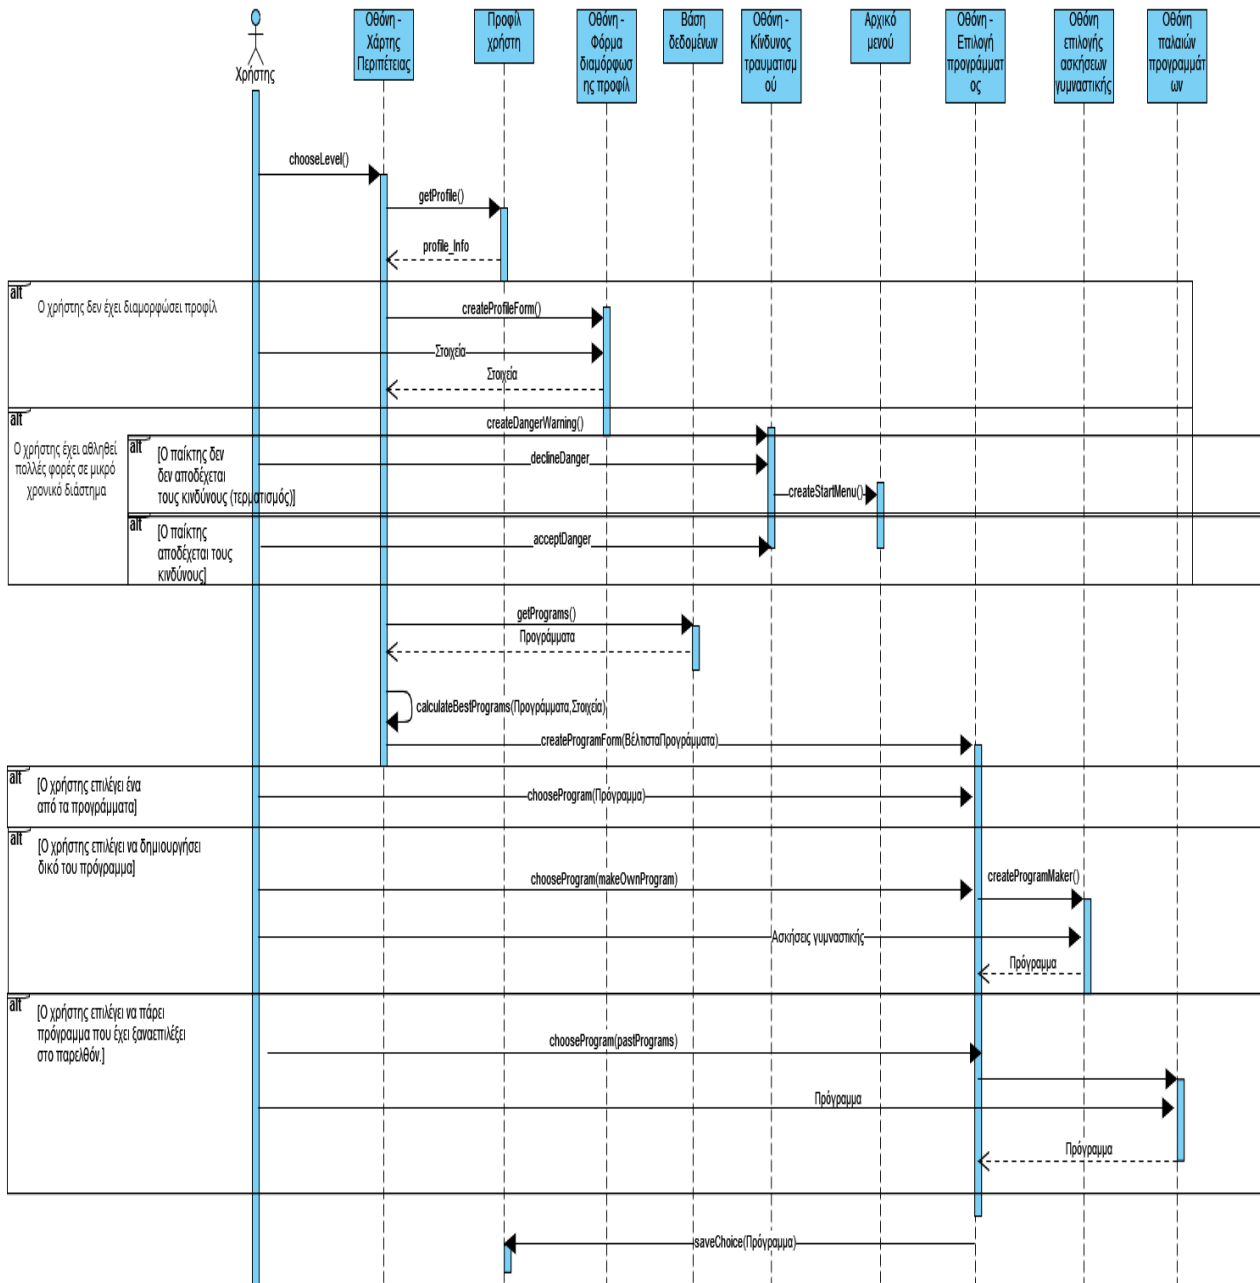 Χρήστης
Οθόνη -
Χάρτης
Περιπέτειας
Προφίλ
χρήστη
Οθόνη -
Φόρμα
διαμόρφωσ
ης προφίλ
Βάση
δεδομένων
Οθόνη -
Κίνδυνος
τραυματισμ
ού
Αρχικό
μενού
Οθόνη -
Επιλογή
προγράμματ
ος
Οθόνη
επιλογής
ασκήσεων
γυμναστικής
Οθόνη
παλαιών
προγραμμάτ
ων
chooseLevel()
getProfile()
profile_Info
alt
Ο χρήστης δεν έχει διαμορφώσει προφίλ
createProfileForm()
Στοιχεία
Στοιχεία
alt
Ο χρήστης έχει αθληθεί
πολλές φορές σε μικρό
χρονικό διάστημα
createDangerWarning()
alt
[Ο παίκτης δεν
δεν αποδέχεται
τους κινδύνους (τερματισμός)]
declineDanger
createStartMenu()
alt
[Ο παίκτης
αποδέχεται τους
κινδύνους]
acceptDanger
getPrograms()
Προγράμματα
calculateBestPrograms(Προγράμματα,Στοιχεία)
createProgramForm(ΒέλτισταΠρογράμματα)
alt
[Ο χρήστης επιλέγει ένα
από τα προγράμματα]
chooseProgram(Πρόγραμμα)
alt
[Ο χρήστης επιλέγει να δημιουργήσει
δικό του πρόγραμμα]
chooseProgram(makeOwnProgram)
createProgramMaker()
Ασκήσεις γυμναστικής
Πρόγραμμα
alt
[Ο χρήστης επιλέγει να πάρει
πρόγραμμα που έχει ξαναεπιλέξει
στο παρελθόν.]
chooseProgram(pastPrograms)
Πρόγραμμα
Πρόγραμμα
saveChoice(Πρόγραμμα)